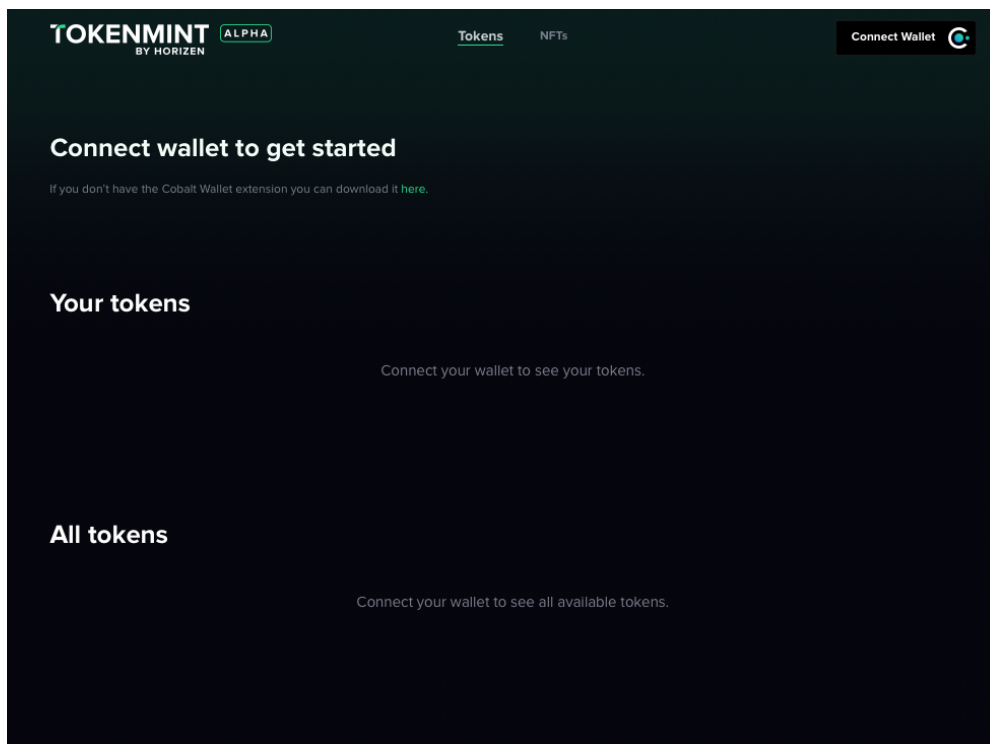 TOKENMINT ALPHA
BY HORIZEN
Tokens NFTs
Connect Wallet
Connect wallet to get started
If you don't have the Cobalt Wallet extension you can download it here.
Your tokens
Connect your wallet to see your tokens.
All tokens
Connect your wallet to see all available tokens.